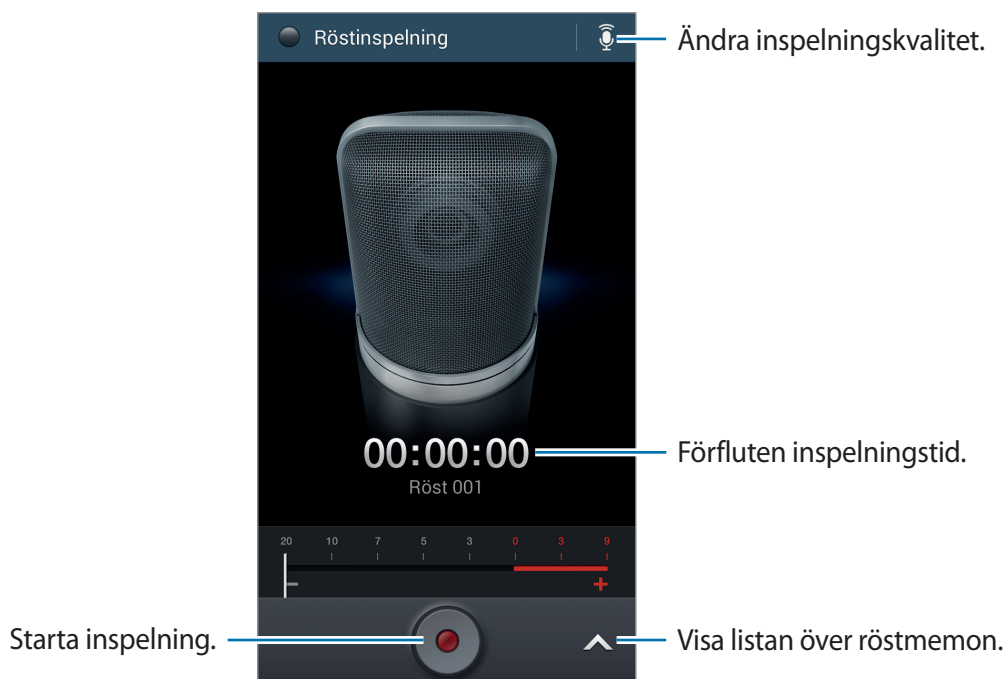 Röstinspelning
Ändra inspelningskvalitet.
00:00:00
Förfluten inspelningstid.
Röst 001
20 10 7 5 3 0 3 9
− +
Starta inspelning.
Visa listan över röstmemon.